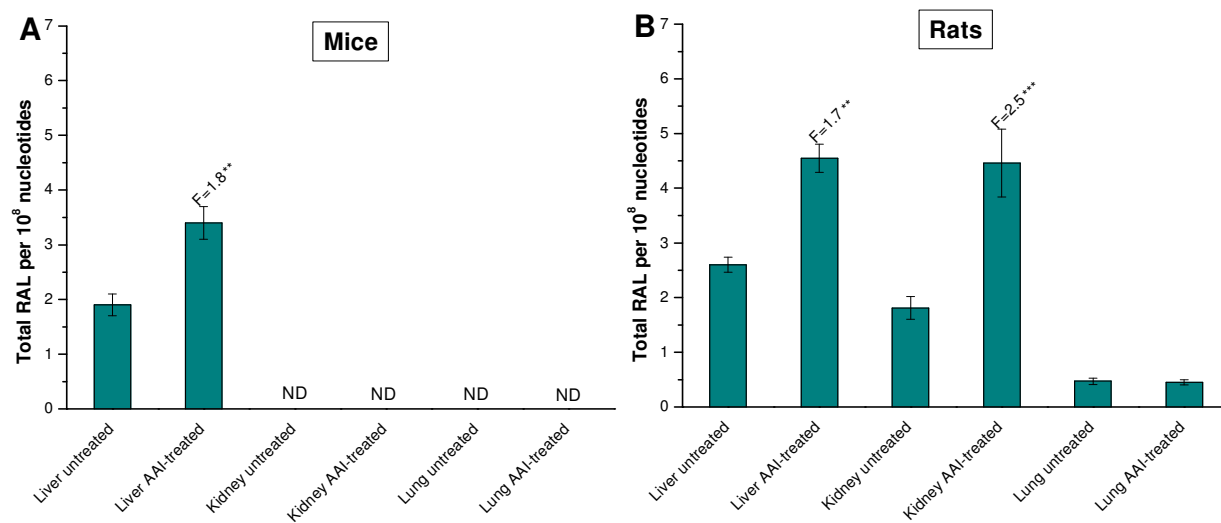 A
Mice
Total RAL per 10⁸ nucleotides
7
6
5
4
3
2
1
0
F=1.8**
ND
ND
ND
ND
Liver untreated
Liver AAI-treated
Kidney untreated
Kidney AAI-treated
Lung untreated
Lung AAI-treated
B
Rats
Total RAL per 10⁸ nucleotides
7
6
5
4
3
2
1
0
F=1.7**
F=2.5***
Liver untreated
Liver AAI-treated
Kidney untreated
Kidney AAI-treated
Lung untreated
Lung AAI-treated